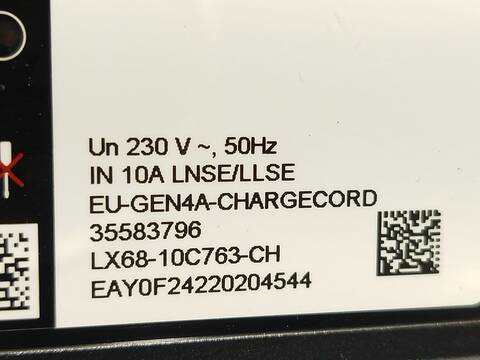 Un 230 V ~, 50Hz
IN 10A LNSE/LLSE
EU-GEN4A-CHARGECORD
35583796
LX68-10C763-CH
EAY0F24220204544